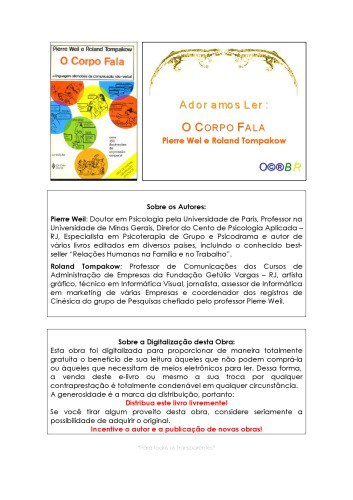 Pierre Weil e Roland Tompakow
O Corpo Fala
a linguagem silenciosa da comunicação não-verbal
Adoramos Ler:
O CORPO FALA
Pierre Weil e Roland Tompakow
O©®BR
Sobre os Autores:
Pierre Weil: Doutor em Psicologia pela Universidade de Paris, Professor na
Universidade de Minas Gerais, Diretor do Cento de Psicologia Aplicada –
RJ, Especialista em Psicoterapia de Grupo e Psicodrama e autor de
vários livros editados em diversos países, incluindo o conhecido best-
seller "Relações Humanas na Família e no Trabalho".
Roland Tompakow: Professor de Comunicações dos Cursos de
Administração de Empresas da Fundação Getúlio Vargas – RJ, artista
gráfico, técnico em Informática Visual, jornalista, assessor de Informática
em marketing de várias Empresas e coordenador dos registros de
Cinésica do grupo de Pesquisas chefiado pelo professor Pierre Weil.
Sobre a Digitalização desta Obra:
Esta obra foi digitalizada para proporcionar de maneira totalmente
gratuita o benefício de sua leitura àqueles que não podem comprá-la
ou àqueles que necessitam de meios eletrônicos para ler. Dessa forma,
a venda deste e-livro ou mesmo a sua troca por qualquer
contraprestação é totalmente condenável em qualquer circunstância.
A generosidade é a marca da distribuição, portanto:
Distribua este livro livremente!
Se você tirar algum proveito desta obra, considere seriamente a
possibilidade de adquirir o original.
Incentive o autor e a publicação de novas obras!